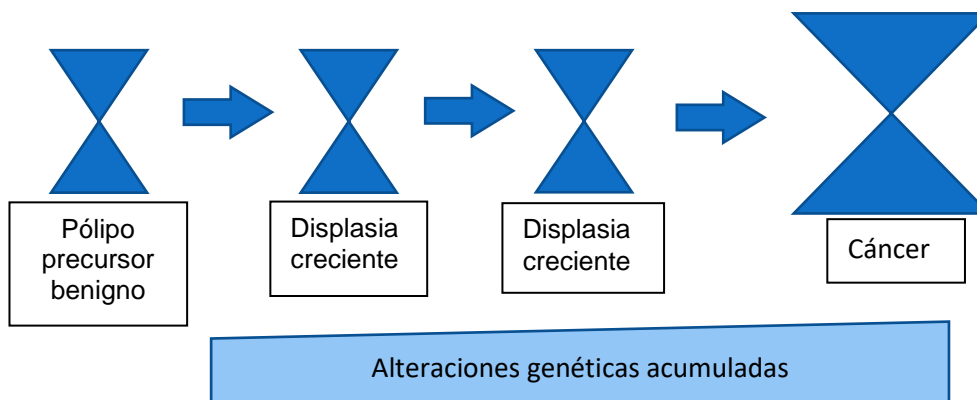 Pólipo
precursor
benigno
Displasia
creciente
Displasia
creciente
Cáncer
Alteraciones genéticas acumuladas